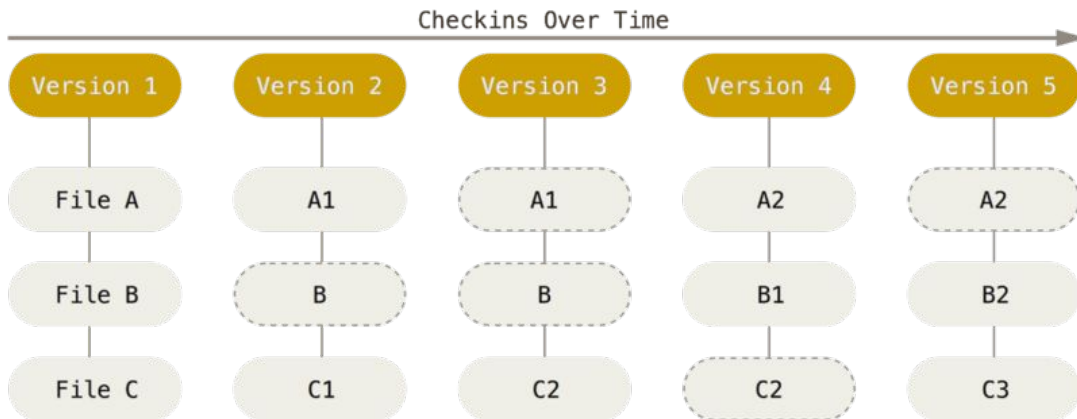 Checkins Over Time
Version 1 Version 2 Version 3 Version 4 Version 5
File A A1 A1 A2 A2
File B B B B1 B2
File C C1 C2 C2 C3